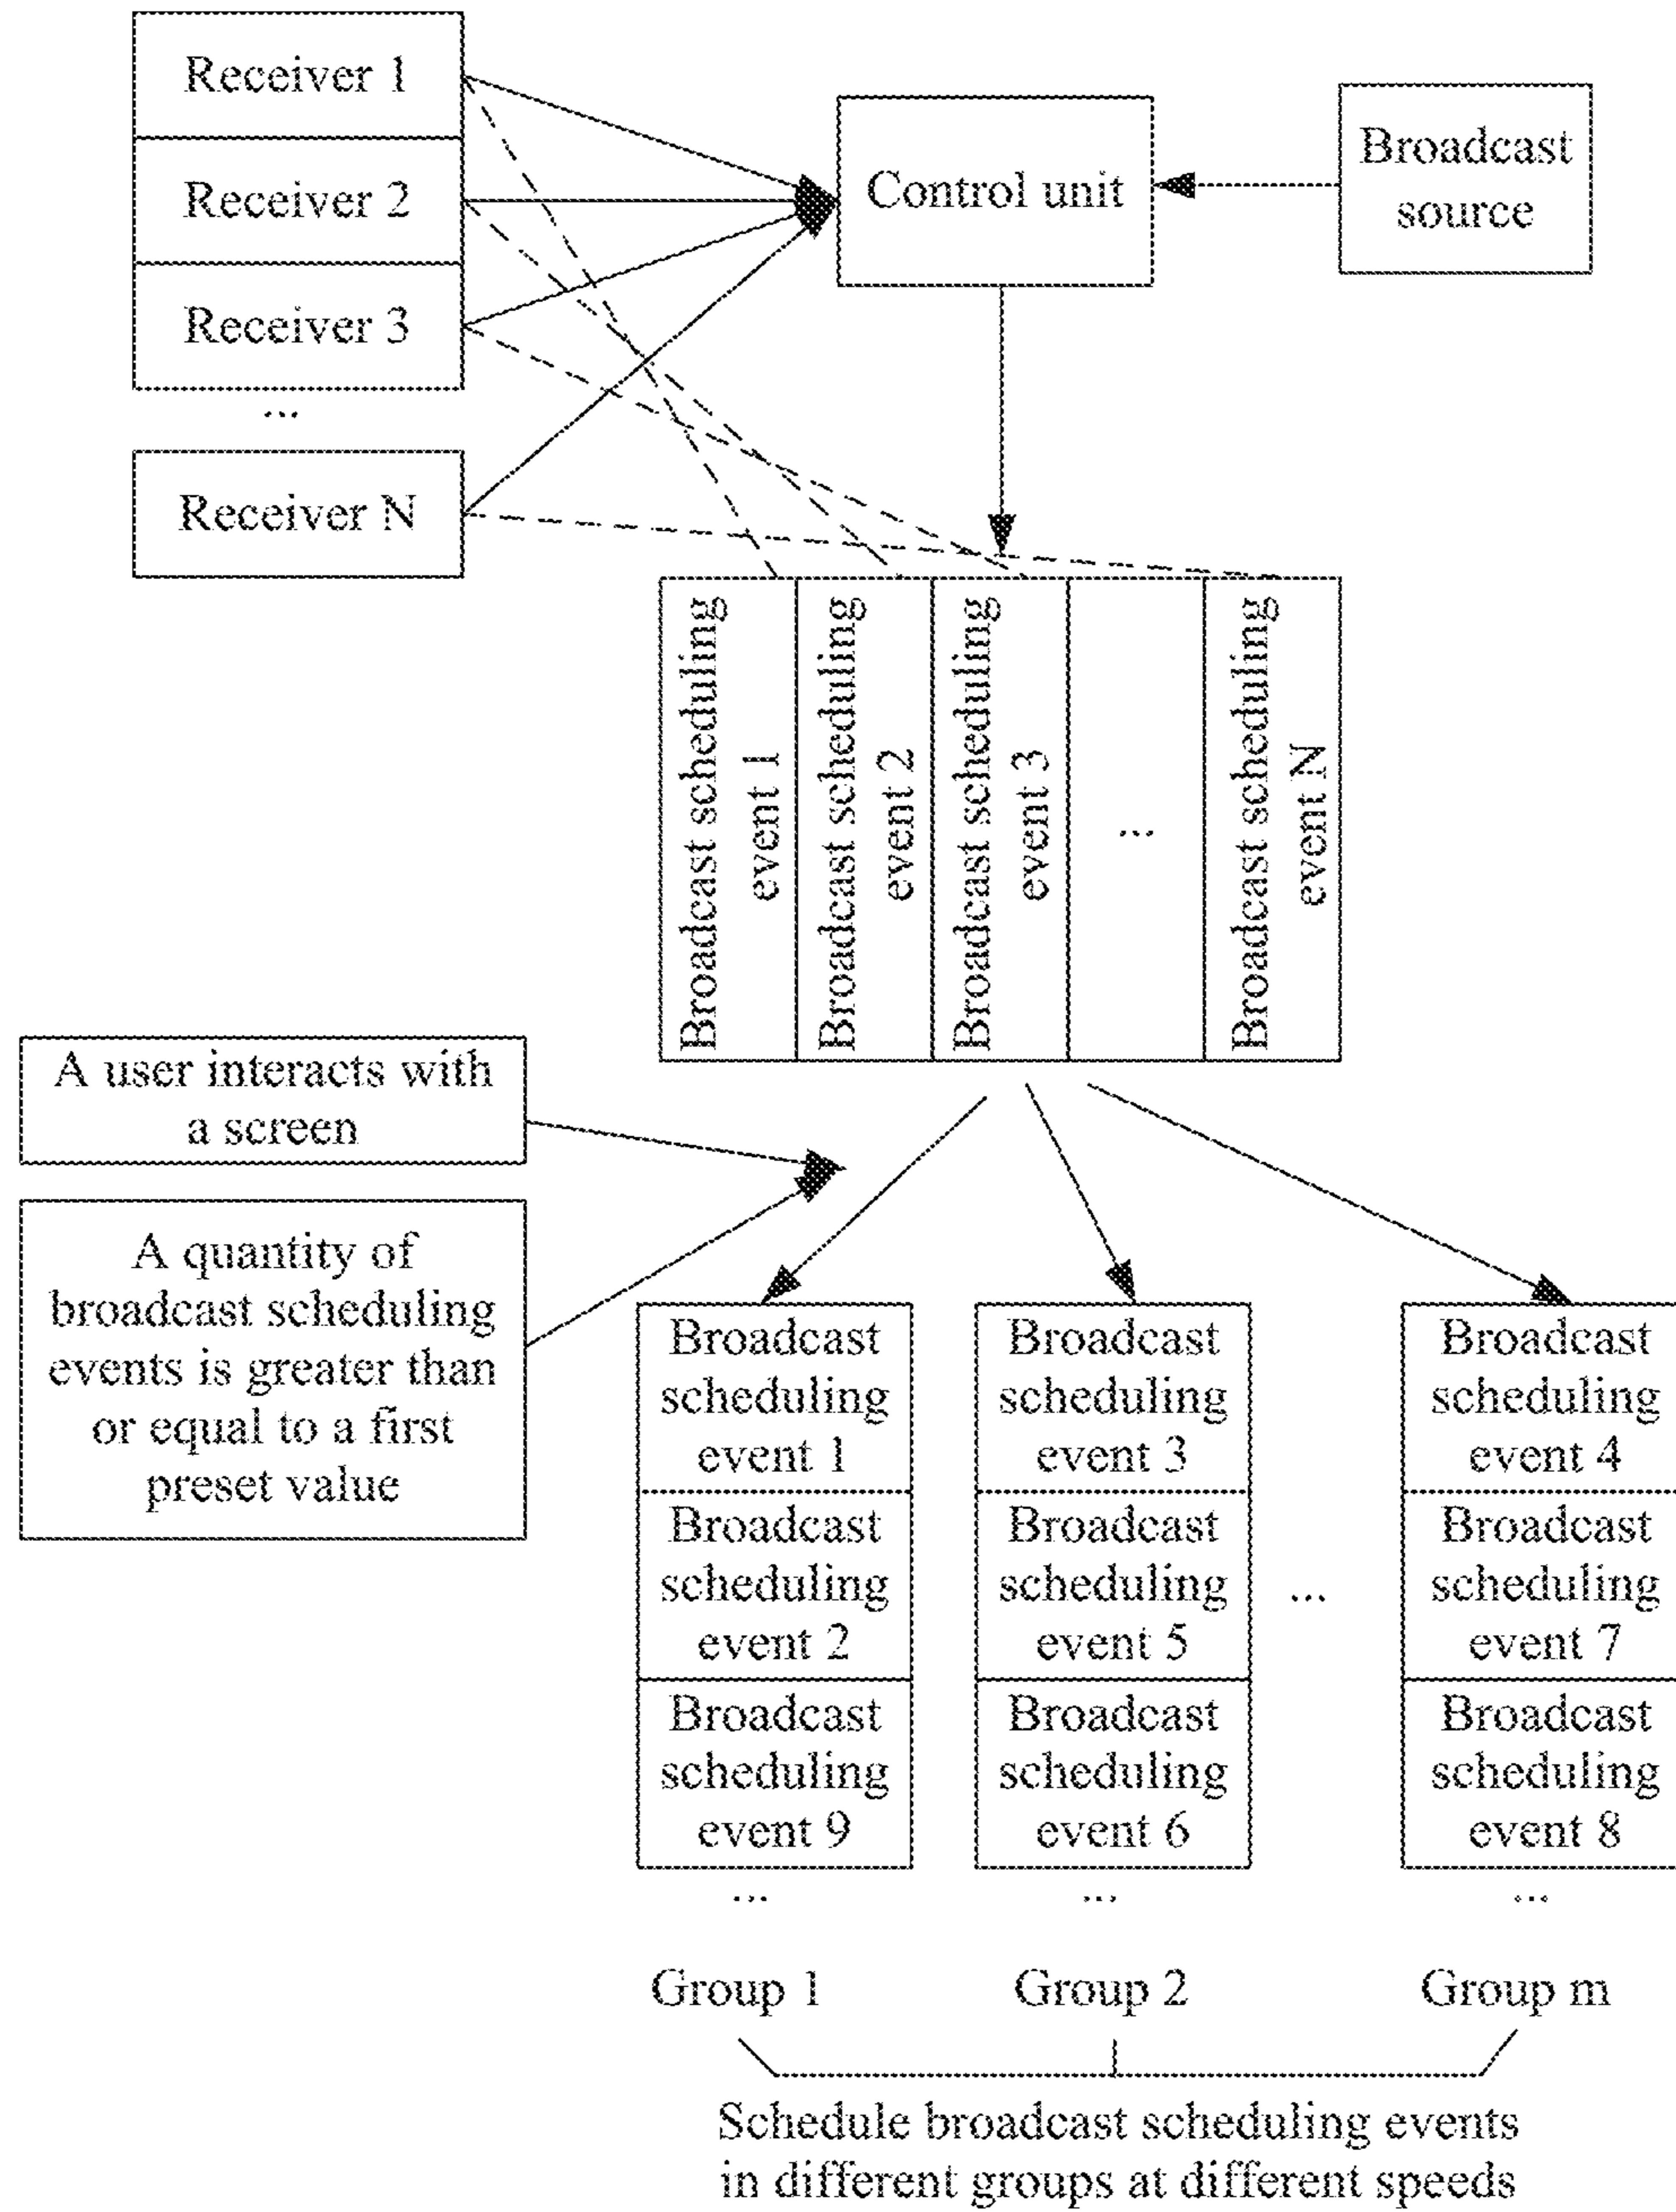 Receiver 1
Receiver 2
Receiver 3
...
Receiver N
Control unit
Broadcast
source
Broadcast scheduling
event 1
Broadcast scheduling
event 2
Broadcast scheduling
event 3
...
Broadcast scheduling
event N
A user interacts with
a screen
A quantity of
broadcast scheduling
events is greater than
or equal to a first
preset value
Broadcast
scheduling
event 1
Broadcast
scheduling
event 2
Broadcast
scheduling
event 9
...
Group 1
Broadcast
scheduling
event 3
Broadcast
scheduling
event 5
Broadcast
scheduling
event 6
...
Group 2
...
Broadcast
scheduling
event 4
Broadcast
scheduling
event 7
Broadcast
scheduling
event 8
...
Group m
Schedule broadcast scheduling events
in different groups at different speeds